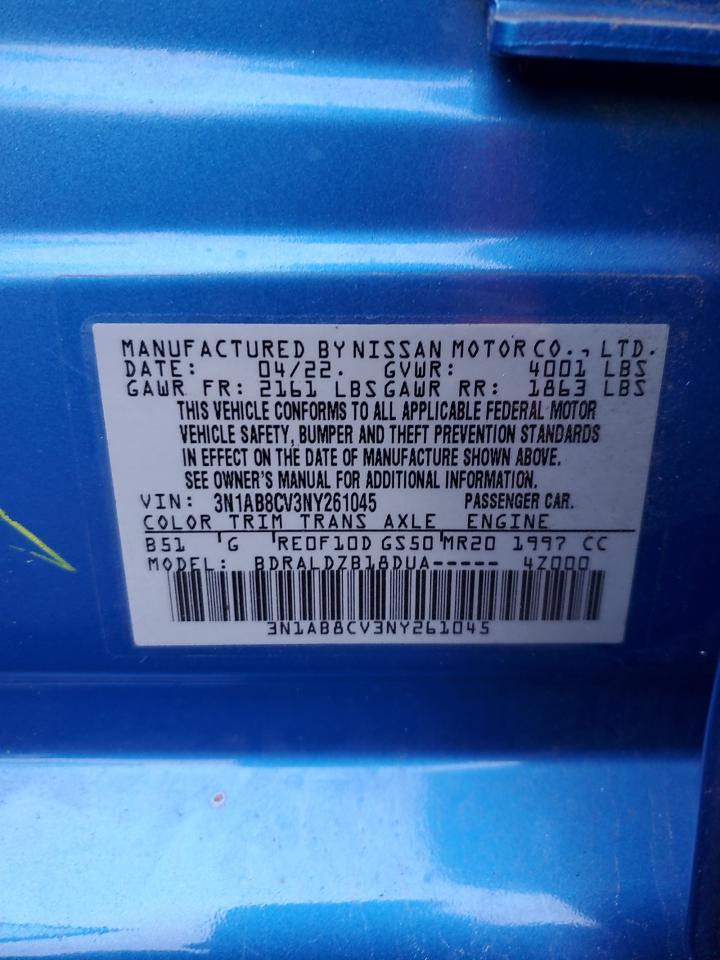 MANUFACTURED BY NISSAN MOTOR CO., LTD.
DATE: 04/22. GVWR: 4001 LBS
GAWR FR: 2161 LBS GAWR RR: 1863 LBS
THIS VEHICLE CONFORMS TO ALL APPLICABLE FEDERAL MOTOR
VEHICLE SAFETY, BUMPER AND THEFT PREVENTION STANDARDS
IN EFFECT ON THE DATE OF MANUFACTURE SHOWN ABOVE.
SEE OWNER'S MANUAL FOR ADDITIONAL INFORMATION.
VIN: 3N1AB8CV3NY261045 PASSENGER CAR.
COLOR TRIM TRANS AXLE ENGINE
B51 G RE0F10D GS50 MR20 1997 CC
MODEL: BDRALDZB18DUA----- 4Z000
3N1AB8CV3NY261045